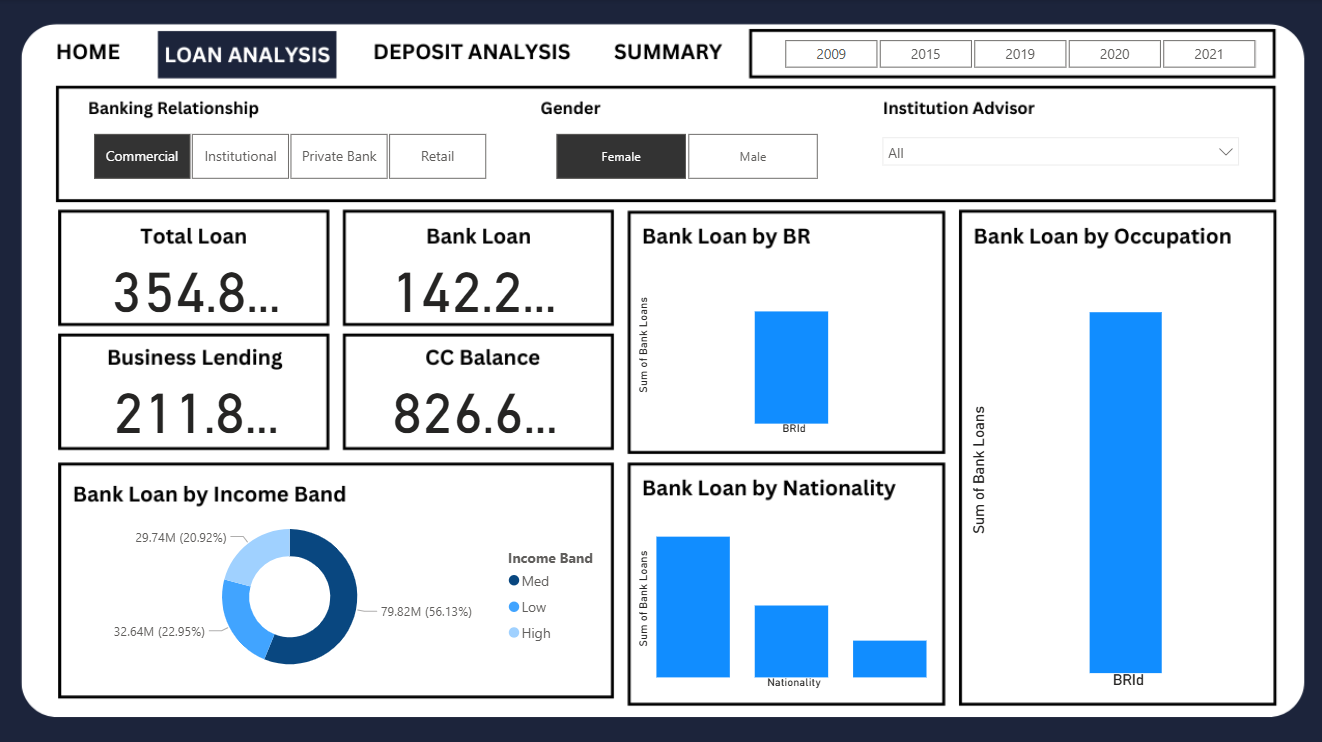 HOME LOAN ANALYSIS DEPOSIT ANALYSIS SUMMARY 2009 2015 2019 2020 2021
Banking Relationship Gender Institution Advisor
Commercial Institutional Private Bank Retail Female Male All
Total Loan
354.8...
Bank Loan
142.2...
Business Lending
211.8...
CC Balance
826.6...
Bank Loan by BR
Sum of Bank Loans
BRId
Bank Loan by Occupation
Sum of Bank Loans
BRId
Bank Loan by Income Band
29.74M (20.92%)
32.64M (22.95%)
79.82M (56.13%)
Income Band
Med
Low
High
Bank Loan by Nationality
Sum of Bank Loans
Nationality